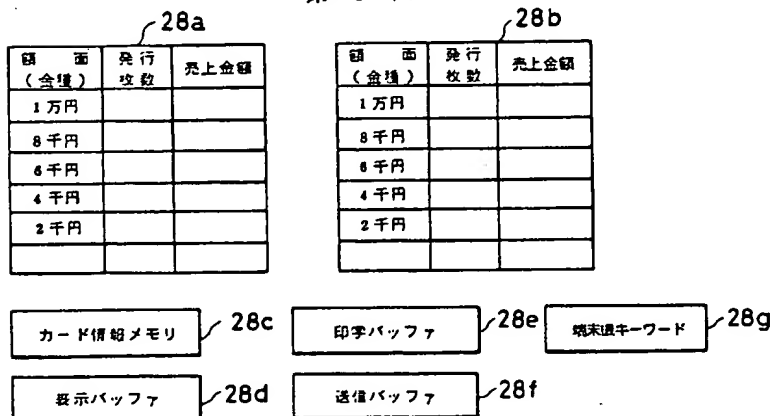 28a
28b
額 面
(金種)
発行
枚数
売上金額
1万円
8千円
6千円
4千円
2千円
額 面
(金種)
発行
枚数
売上金額
1万円
8千円
6千円
4千円
2千円
カード情報メモリ
28c
印字バッファ
28e
キーワード
28g
表示バッファ
28d
送信バッファ
28f